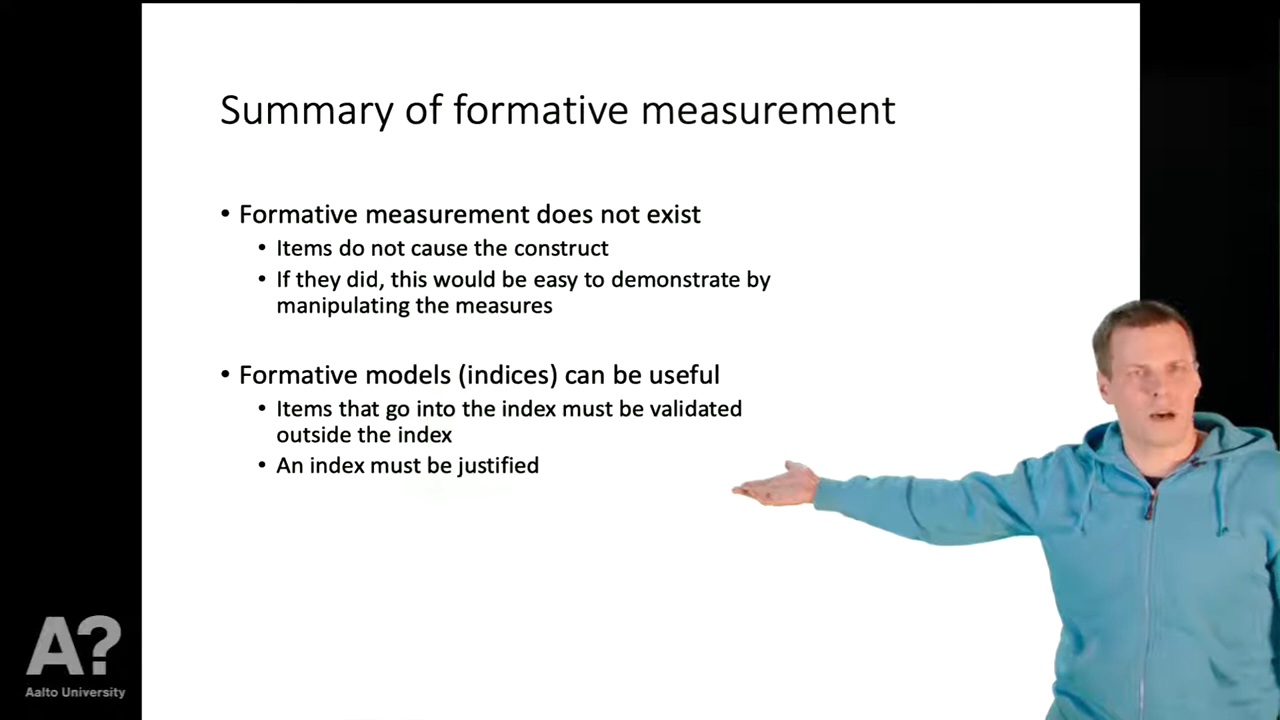 Summary of formative measurement
• Formative measurement does not exist
• Items do not cause the construct
• If they did, this would be easy to demonstrate by
manipulating the measures
• Formative models (indices) can be useful
• Items that go into the index must be validated
outside the index
• An index must be justified
A?
Aalto University